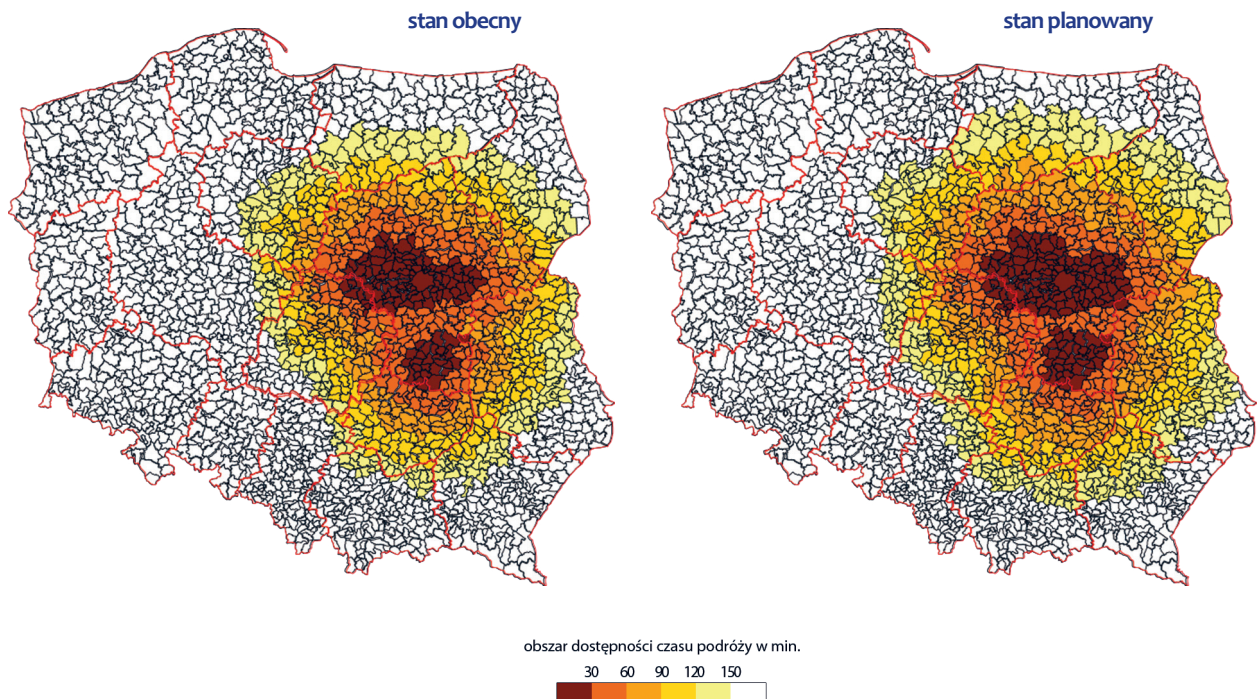 stan obecny
stan planowany
obszar dostępności czasu podróży w min.
30 60 90 120 150